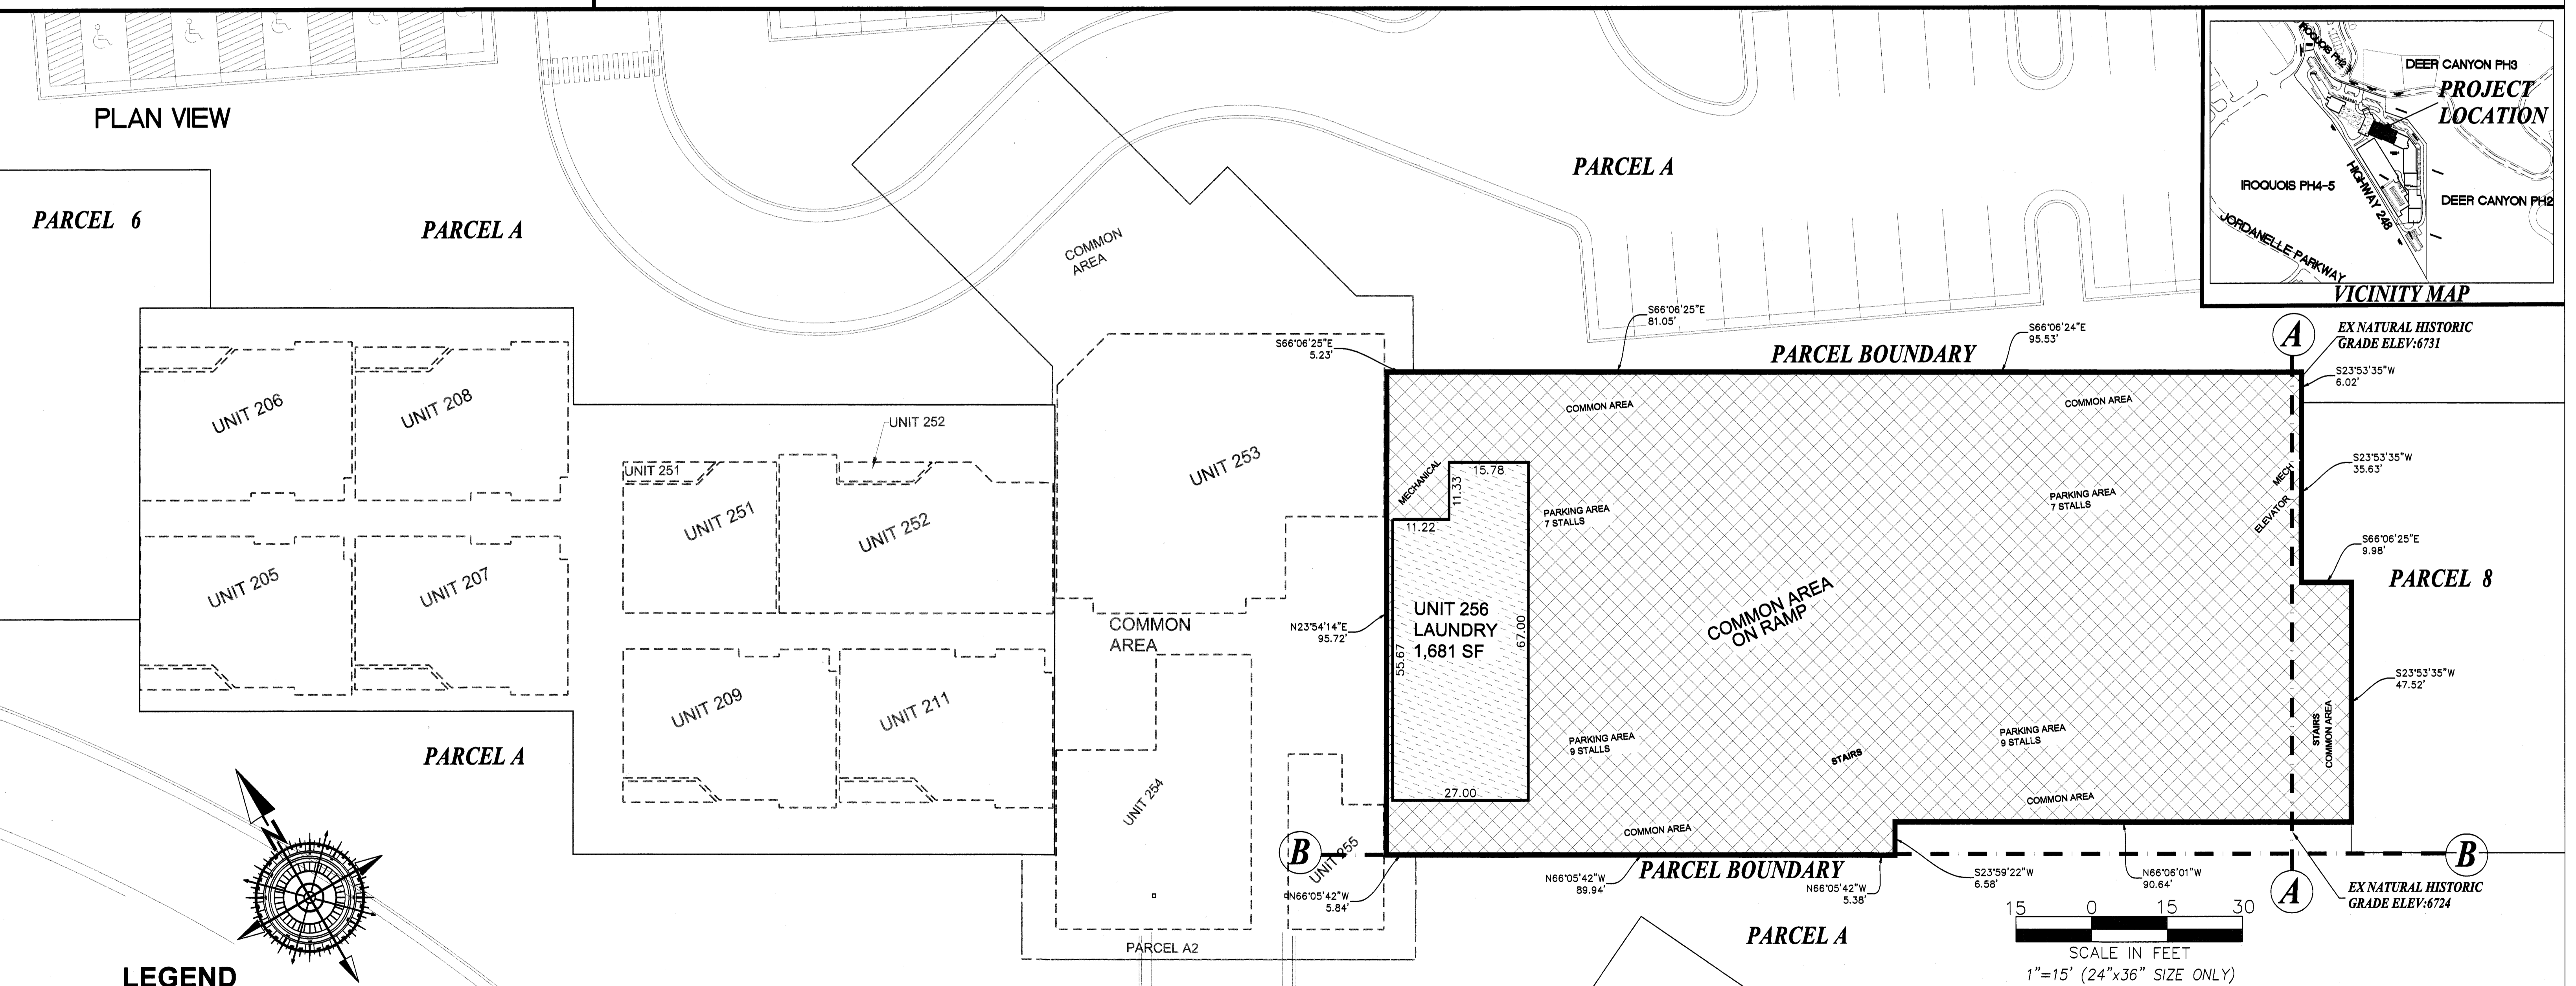 PLAN VIEW
PARCEL 6
PARCEL A
COMMON
AREA
PARCEL A
IROQUOIS PH2
DEER CANYON PH3
PROJECT
LOCATION
IROQUOIS PH4-5
HIGHWAY 248
DEER CANYON PH2
JORDANELLE PARKWAY
VICINITY MAP
UNIT 206
UNIT 208
UNIT 205
UNIT 207
UNIT 252
UNIT 251
UNIT 251
UNIT 252
UNIT 209
UNIT 211
UNIT 253
COMMON
AREA
UNIT 254
UNIT 255
PARCEL A2
PARCEL A
S66°06'25"E
5.23'
S66°06'25"E
81.05'
PARCEL BOUNDARY
S66°06'24"E
95.53'
A
EX NATURAL HISTORIC
GRADE ELEV:6731
S23°53'35"W
6.02'
S23°53'35"W
35.63'
S66°06'25"E
9.98'
PARCEL 8
S23°53'35"W
47.52'
COMMON AREA
COMMON AREA
MECHANICAL
15.78
11.33
11.22
PARKING AREA
7 STALLS
PARKING AREA
7 STALLS
MECH
ELEVATOR
UNIT 256
LAUNDRY
1,681 SF
55.67
67.00
27.00
N23°54'14"E
95.72'
COMMON AREA
ON RAMP
PARKING AREA
9 STALLS
PARKING AREA
9 STALLS
STAIRS
STAIRS
COMMON AREA
COMMON AREA
COMMON AREA
B
B
N66°05'42"W
5.84'
N66°05'42"W
89.94'
PARCEL BOUNDARY
N66°05'42"W
5.38'
S23°59'22"W
6.58'
N66°06'01"W
90.64'
A
EX NATURAL HISTORIC
GRADE ELEV:6724
PARCEL A
15 0 15 30
SCALE IN FEET
1"=15' (24"x36" SIZE ONLY)
N
LEGEND